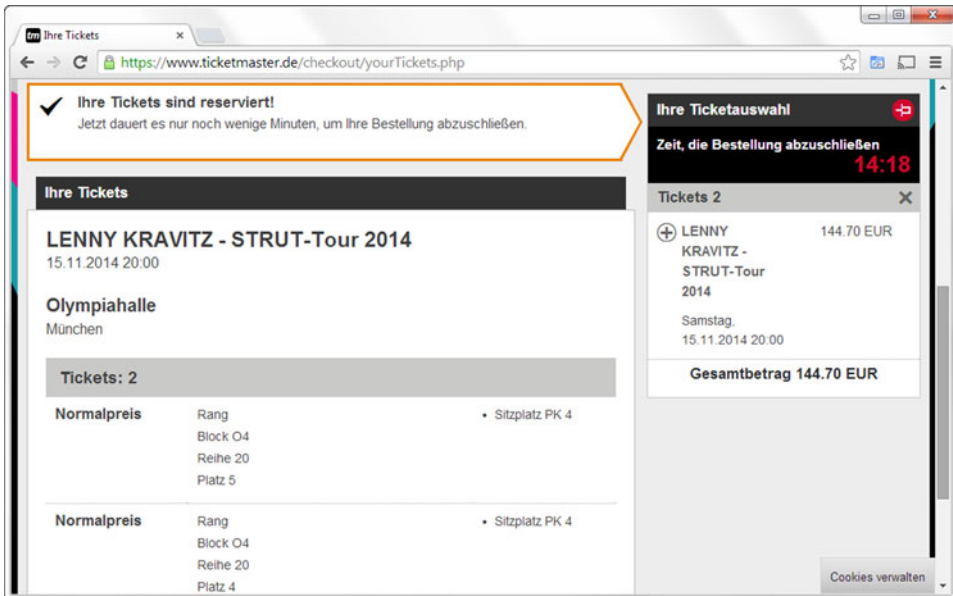 tm Ihre Tickets
https://www.ticketmaster.de/checkout/yourTickets.php
Ihre Tickets sind reserviert!
Jetzt dauert es nur noch wenige Minuten, um Ihre Bestellung abzuschließen.
Ihre Tickets
LENNY KRAVITZ - STRUT-Tour 2014
15.11.2014 20:00
Olympiahalle
München
Tickets: 2
Normalpreis
Rang
Block O4
Reihe 20
Platz 5
• Sitzplatz PK 4
Normalpreis
Rang
Block O4
Reihe 20
Platz 4
• Sitzplatz PK 4
Ihre Ticketauswahl
Zeit, die Bestellung abzuschließen
14:18
Tickets 2
LENNY
KRAVITZ -
STRUT-Tour
2014
144.70 EUR
Samstag,
15.11.2014 20:00
Gesamtbetrag 144.70 EUR
Cookies verwalten